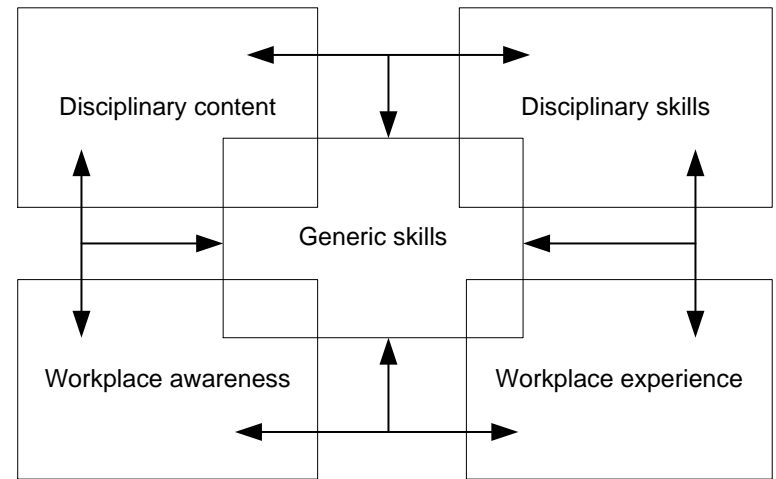 Disciplinary content
Disciplinary skills
Generic skills
Workplace awareness
Workplace experience